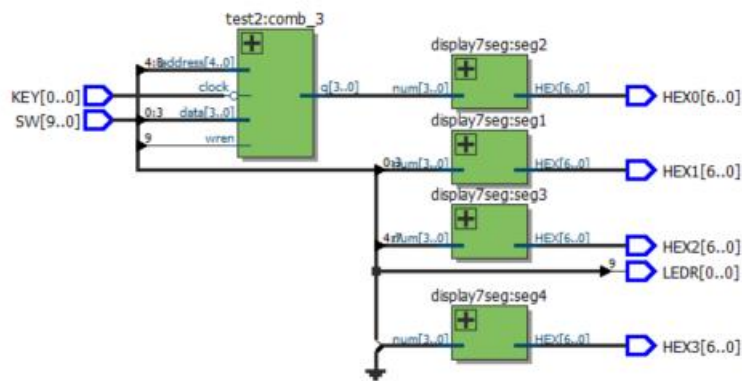 test2:comb_3
4:8 address[4..0]
KEY[0..0] clock q[3..0]
SW[9..0] 0:3 data[3..0]
9 wren
display7seg:seg2
num[3..0] HEX[6..0] HEX0[6..0]
display7seg:seg1
0:3 num[3..0] HEX[6..0] HEX1[6..0]
display7seg:seg3
4:7 num[3..0] HEX[6..0] HEX2[6..0]
9 LEDR[0..0]
display7seg:seg4
num[3..0] HEX[6..0] HEX3[6..0]